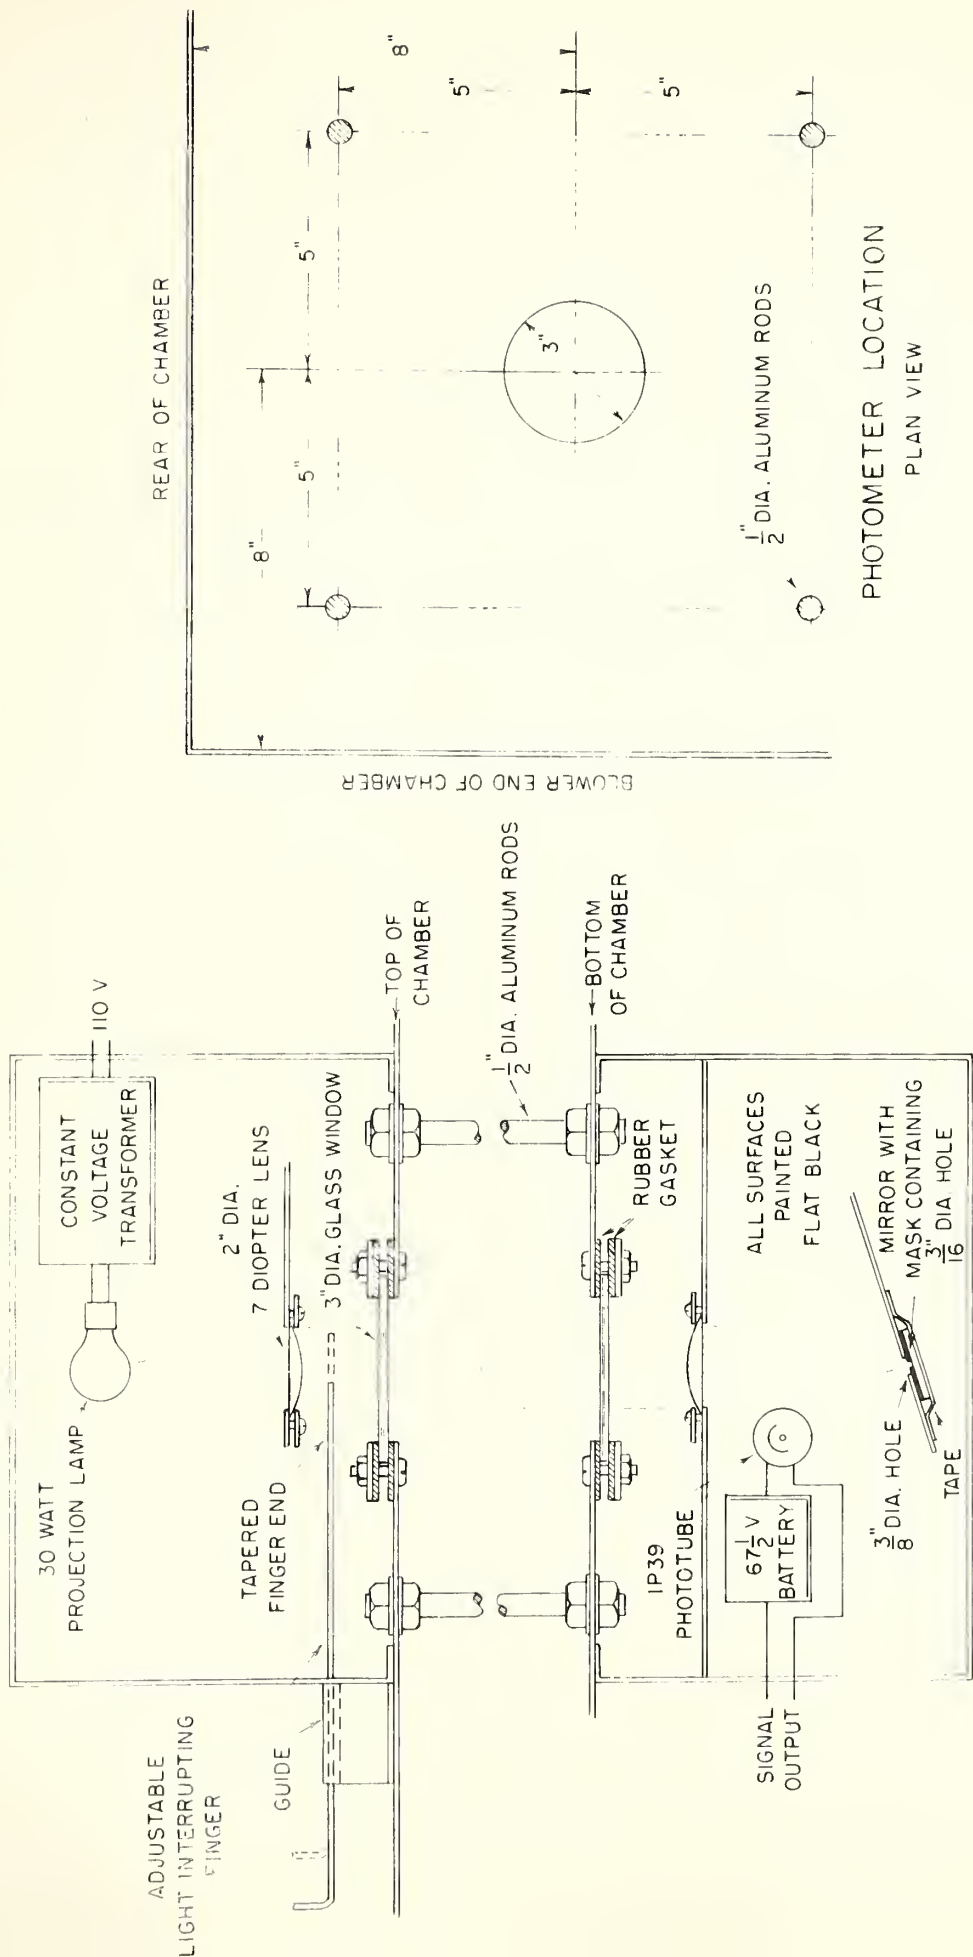 30 WATT
PROJECTION LAMP
CONSTANT
VOLTAGE
TRANSFORMER
110 V
2" DIA.
7 DIOPTER LENS
3" DIA. GLASS WINDOW
TAPERED
FINGER END
ADJUSTABLE
LIGHT INTERRUPTING
FINGER
GUIDE
TOP OF
CHAMBER
1/2" DIA. ALUMINUM RODS
BOTTOM
OF CHAMBER
RUBBER
GASKET
1P39
PHOTOTUBE
67 1/2 V
BATTERY
SIGNAL
OUTPUT
ALL SURFACES
PAINTED
FLAT BLACK
MIRROR WITH
MASK CONTAINING
3/16" DIA. HOLE
3/8" DIA. HOLE
TAPE
REAR OF CHAMBER
BLOWER END OF CHAMBER
8"
5"
5"
8"
5"
5"
3"
1/2" DIA. ALUMINUM RODS
PHOTOMETER LOCATION
PLAN VIEW